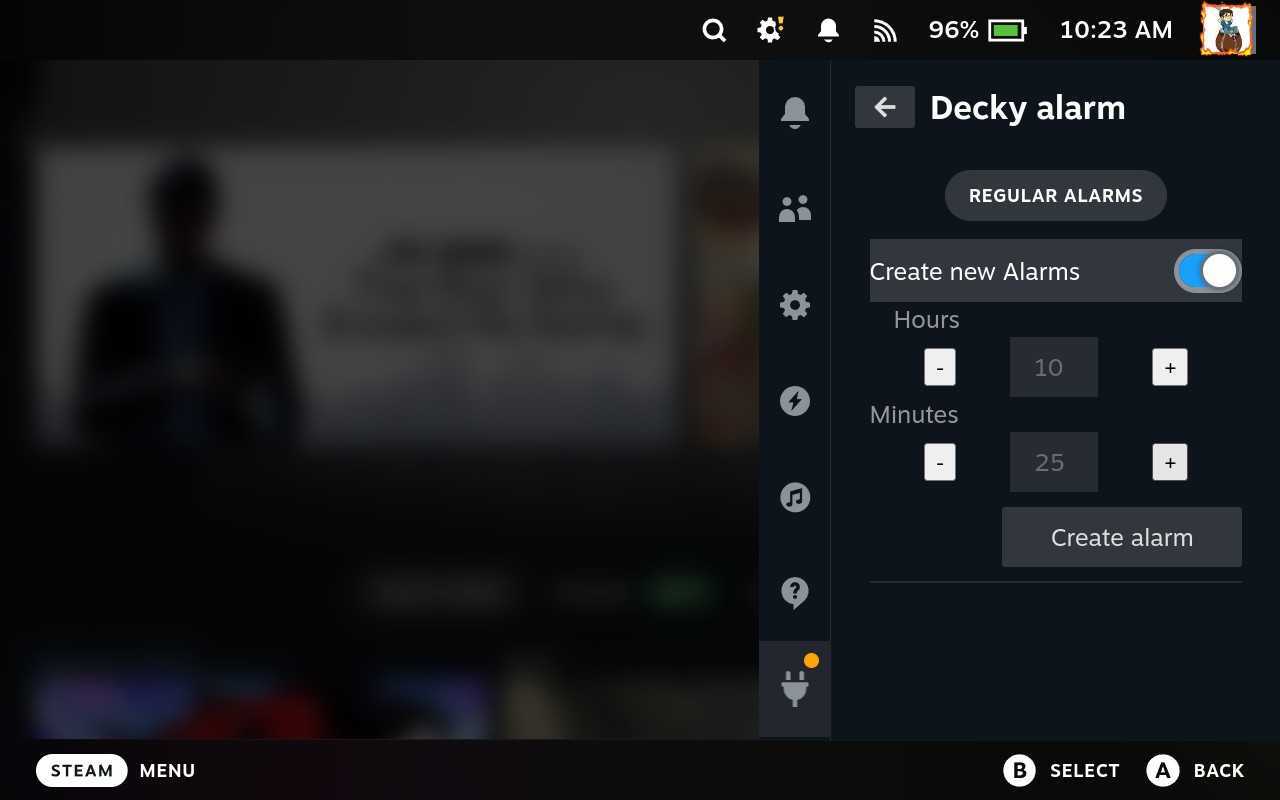 96%
10:23 AM
Decky alarm
REGULAR ALARMS
Create new Alarms
Hours
- 10 +
Minutes
- 25 +
Create alarm
STEAM MENU
B SELECT A BACK